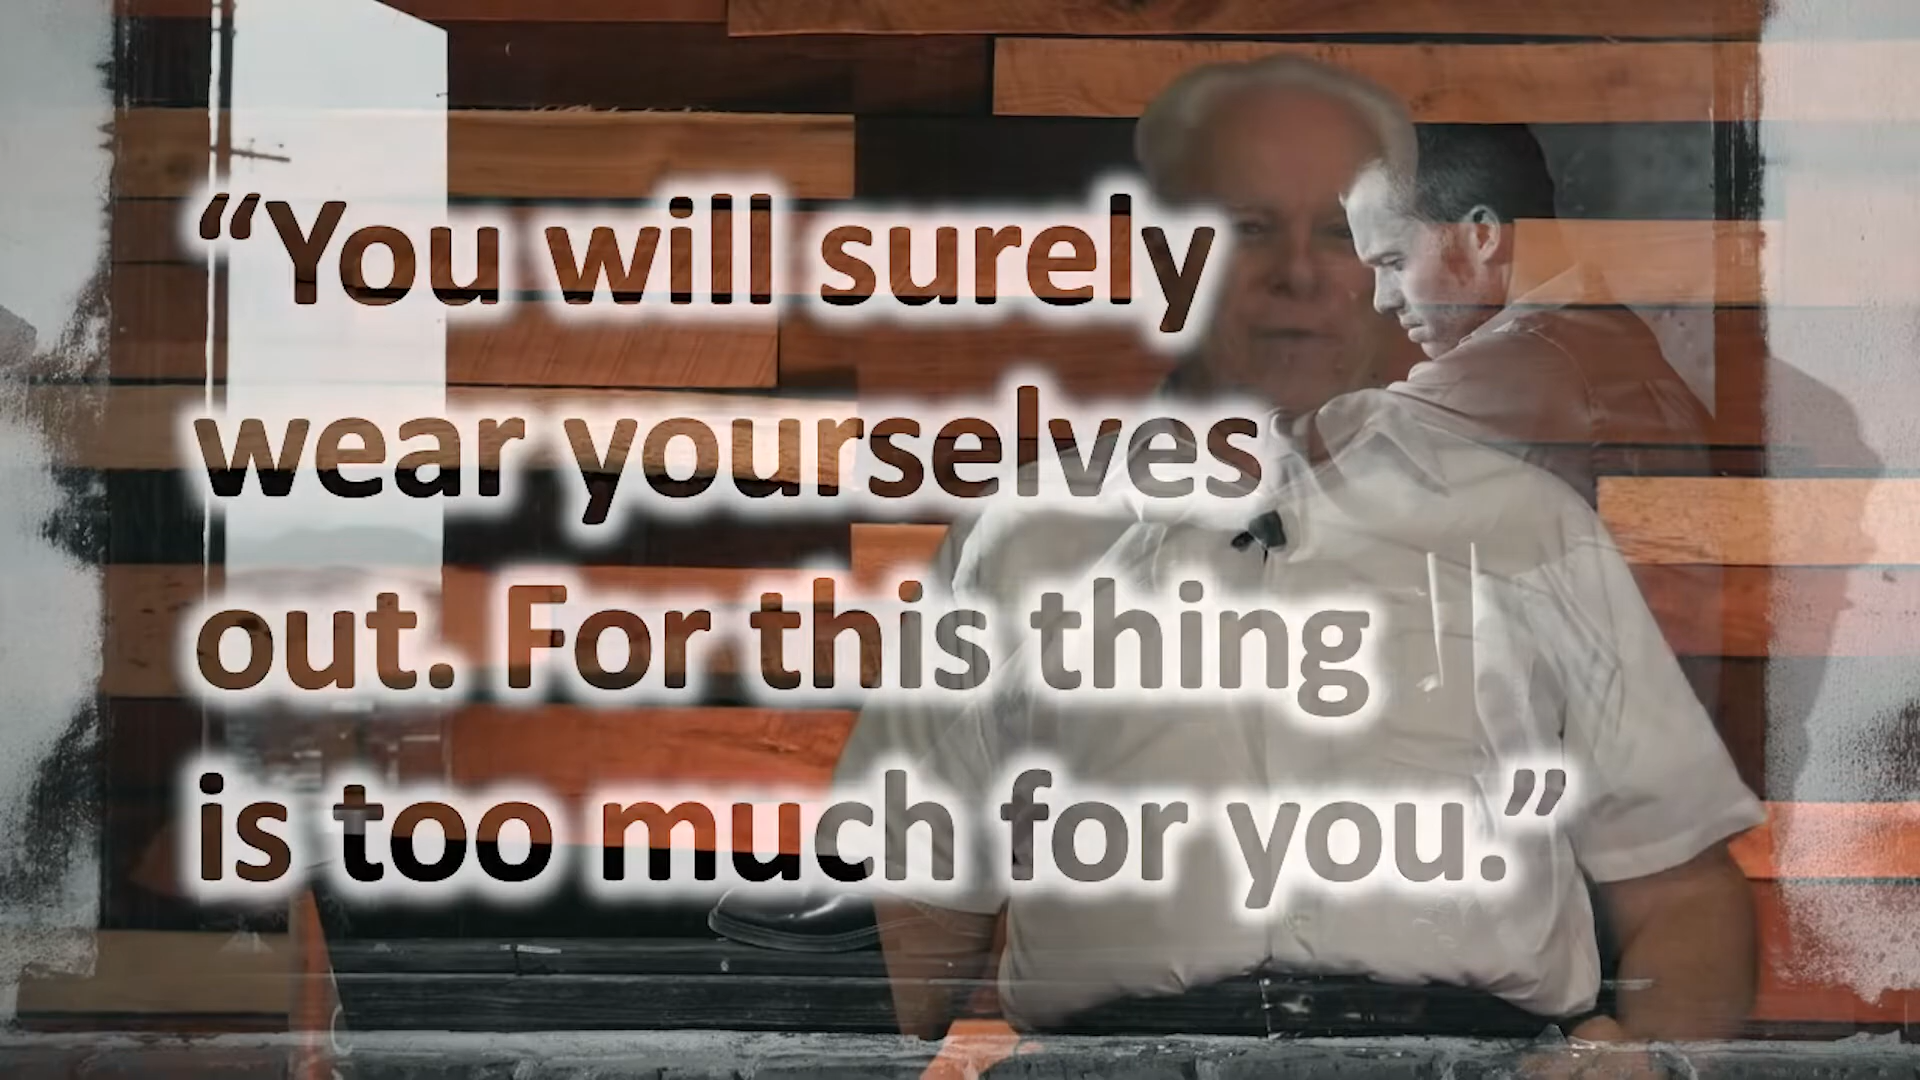 “You will surely
wear yourselves
out. For this thing
is too much for you.”